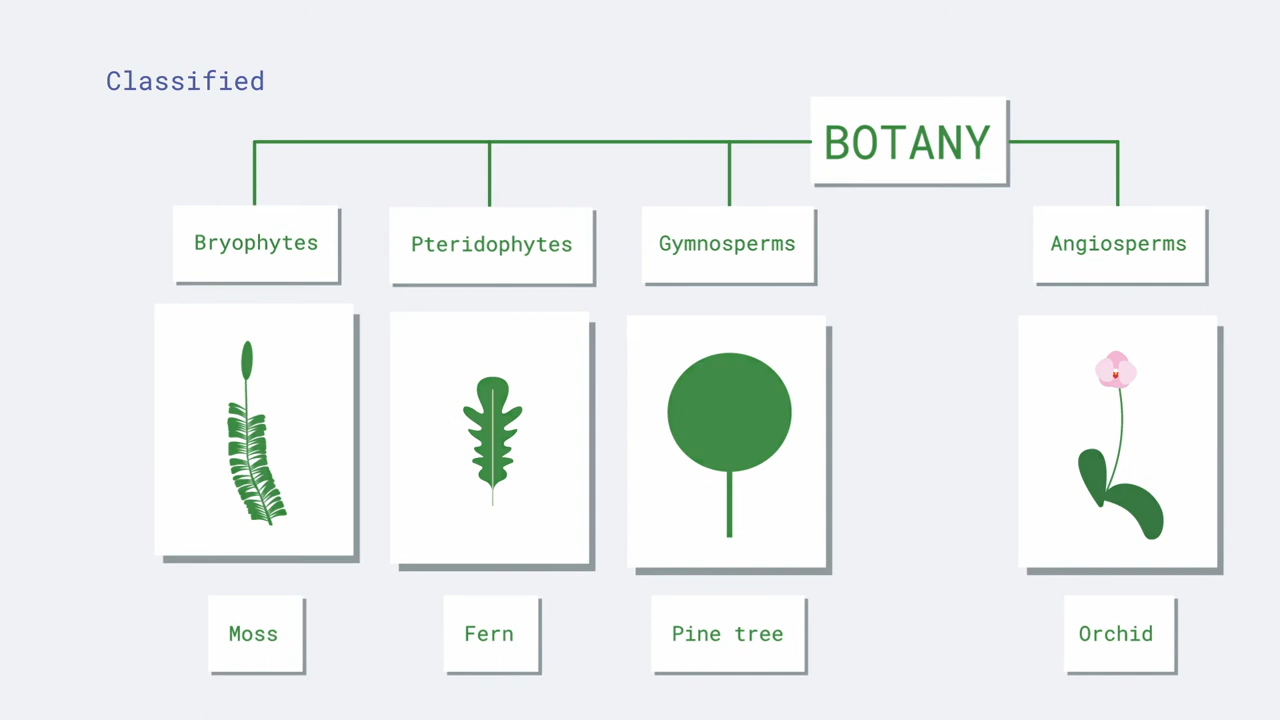 Classified
BOTANY
Bryophytes
Pteridophytes
Gymnosperms
Angiosperms
Moss
Fern
Pine tree
Orchid